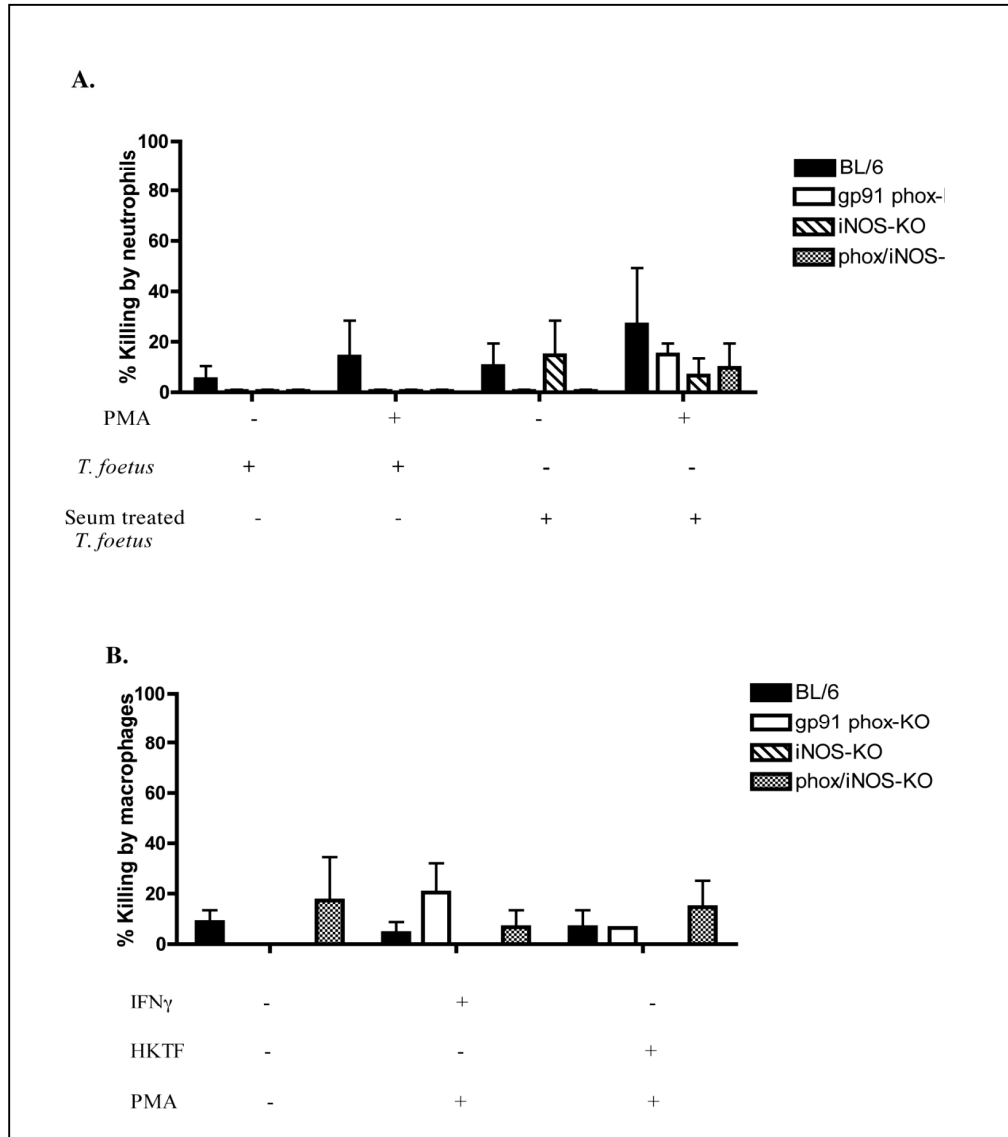 A.
% Killing by neutrophils
100
80
60
40
20
0
BL/6
gp91 phox-
iNOS-KO
phox/iNOS-
PMA - + - +
T. foetus + + - -
Seum treated - - + +
T. foetus
B.
% Killing by macrophages
100
80
60
40
20
0
BL/6
gp91 phox-KO
iNOS-KO
phox/iNOS-KO
IFNγ - + -
HKTF - - +
PMA - + +